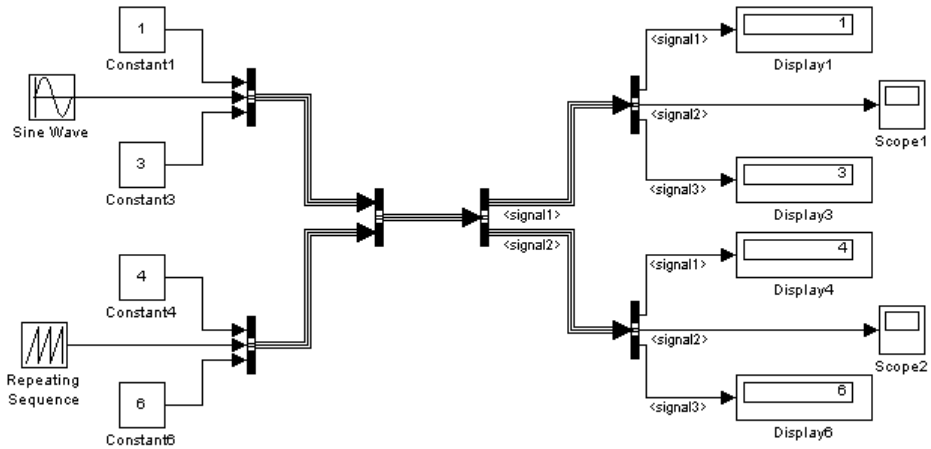 1
Constant1
Sine Wave
3
Constant3
4
Constant4
Repeating
Sequence
6
Constant6
<signal1>
<signal2>
<signal1>
<signal2>
<signal3>
1
Display1
Scope1
3
Display3
<signal1>
<signal2>
<signal3>
4
Display4
Scope2
6
Display6